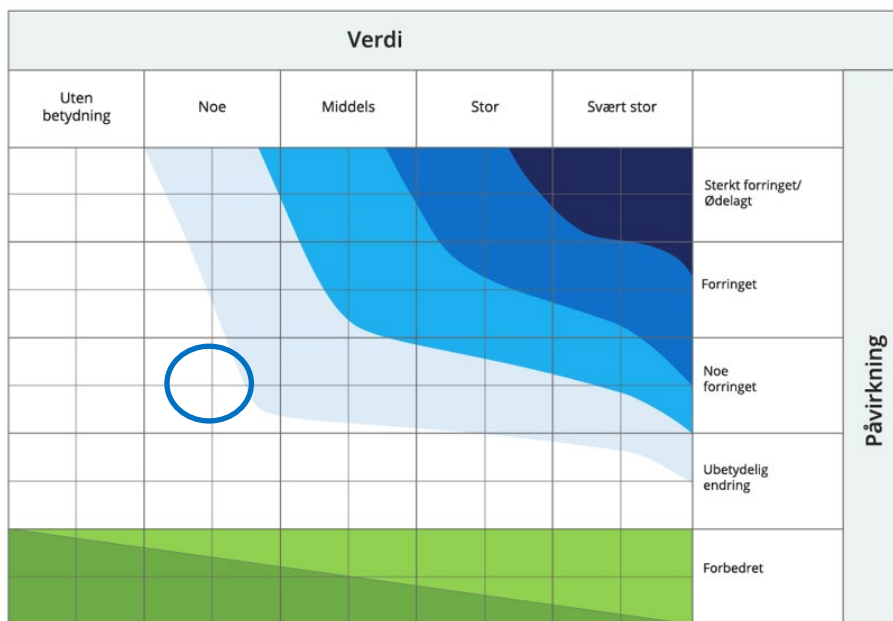 Verdi
Uten
betydning
Noe
Middels
Stor
Svært stor
Sterkt forringet/
Ødelagt
Forringet
Noe
forringet
Ubetydelig
endring
Forbedret
Påvirkning